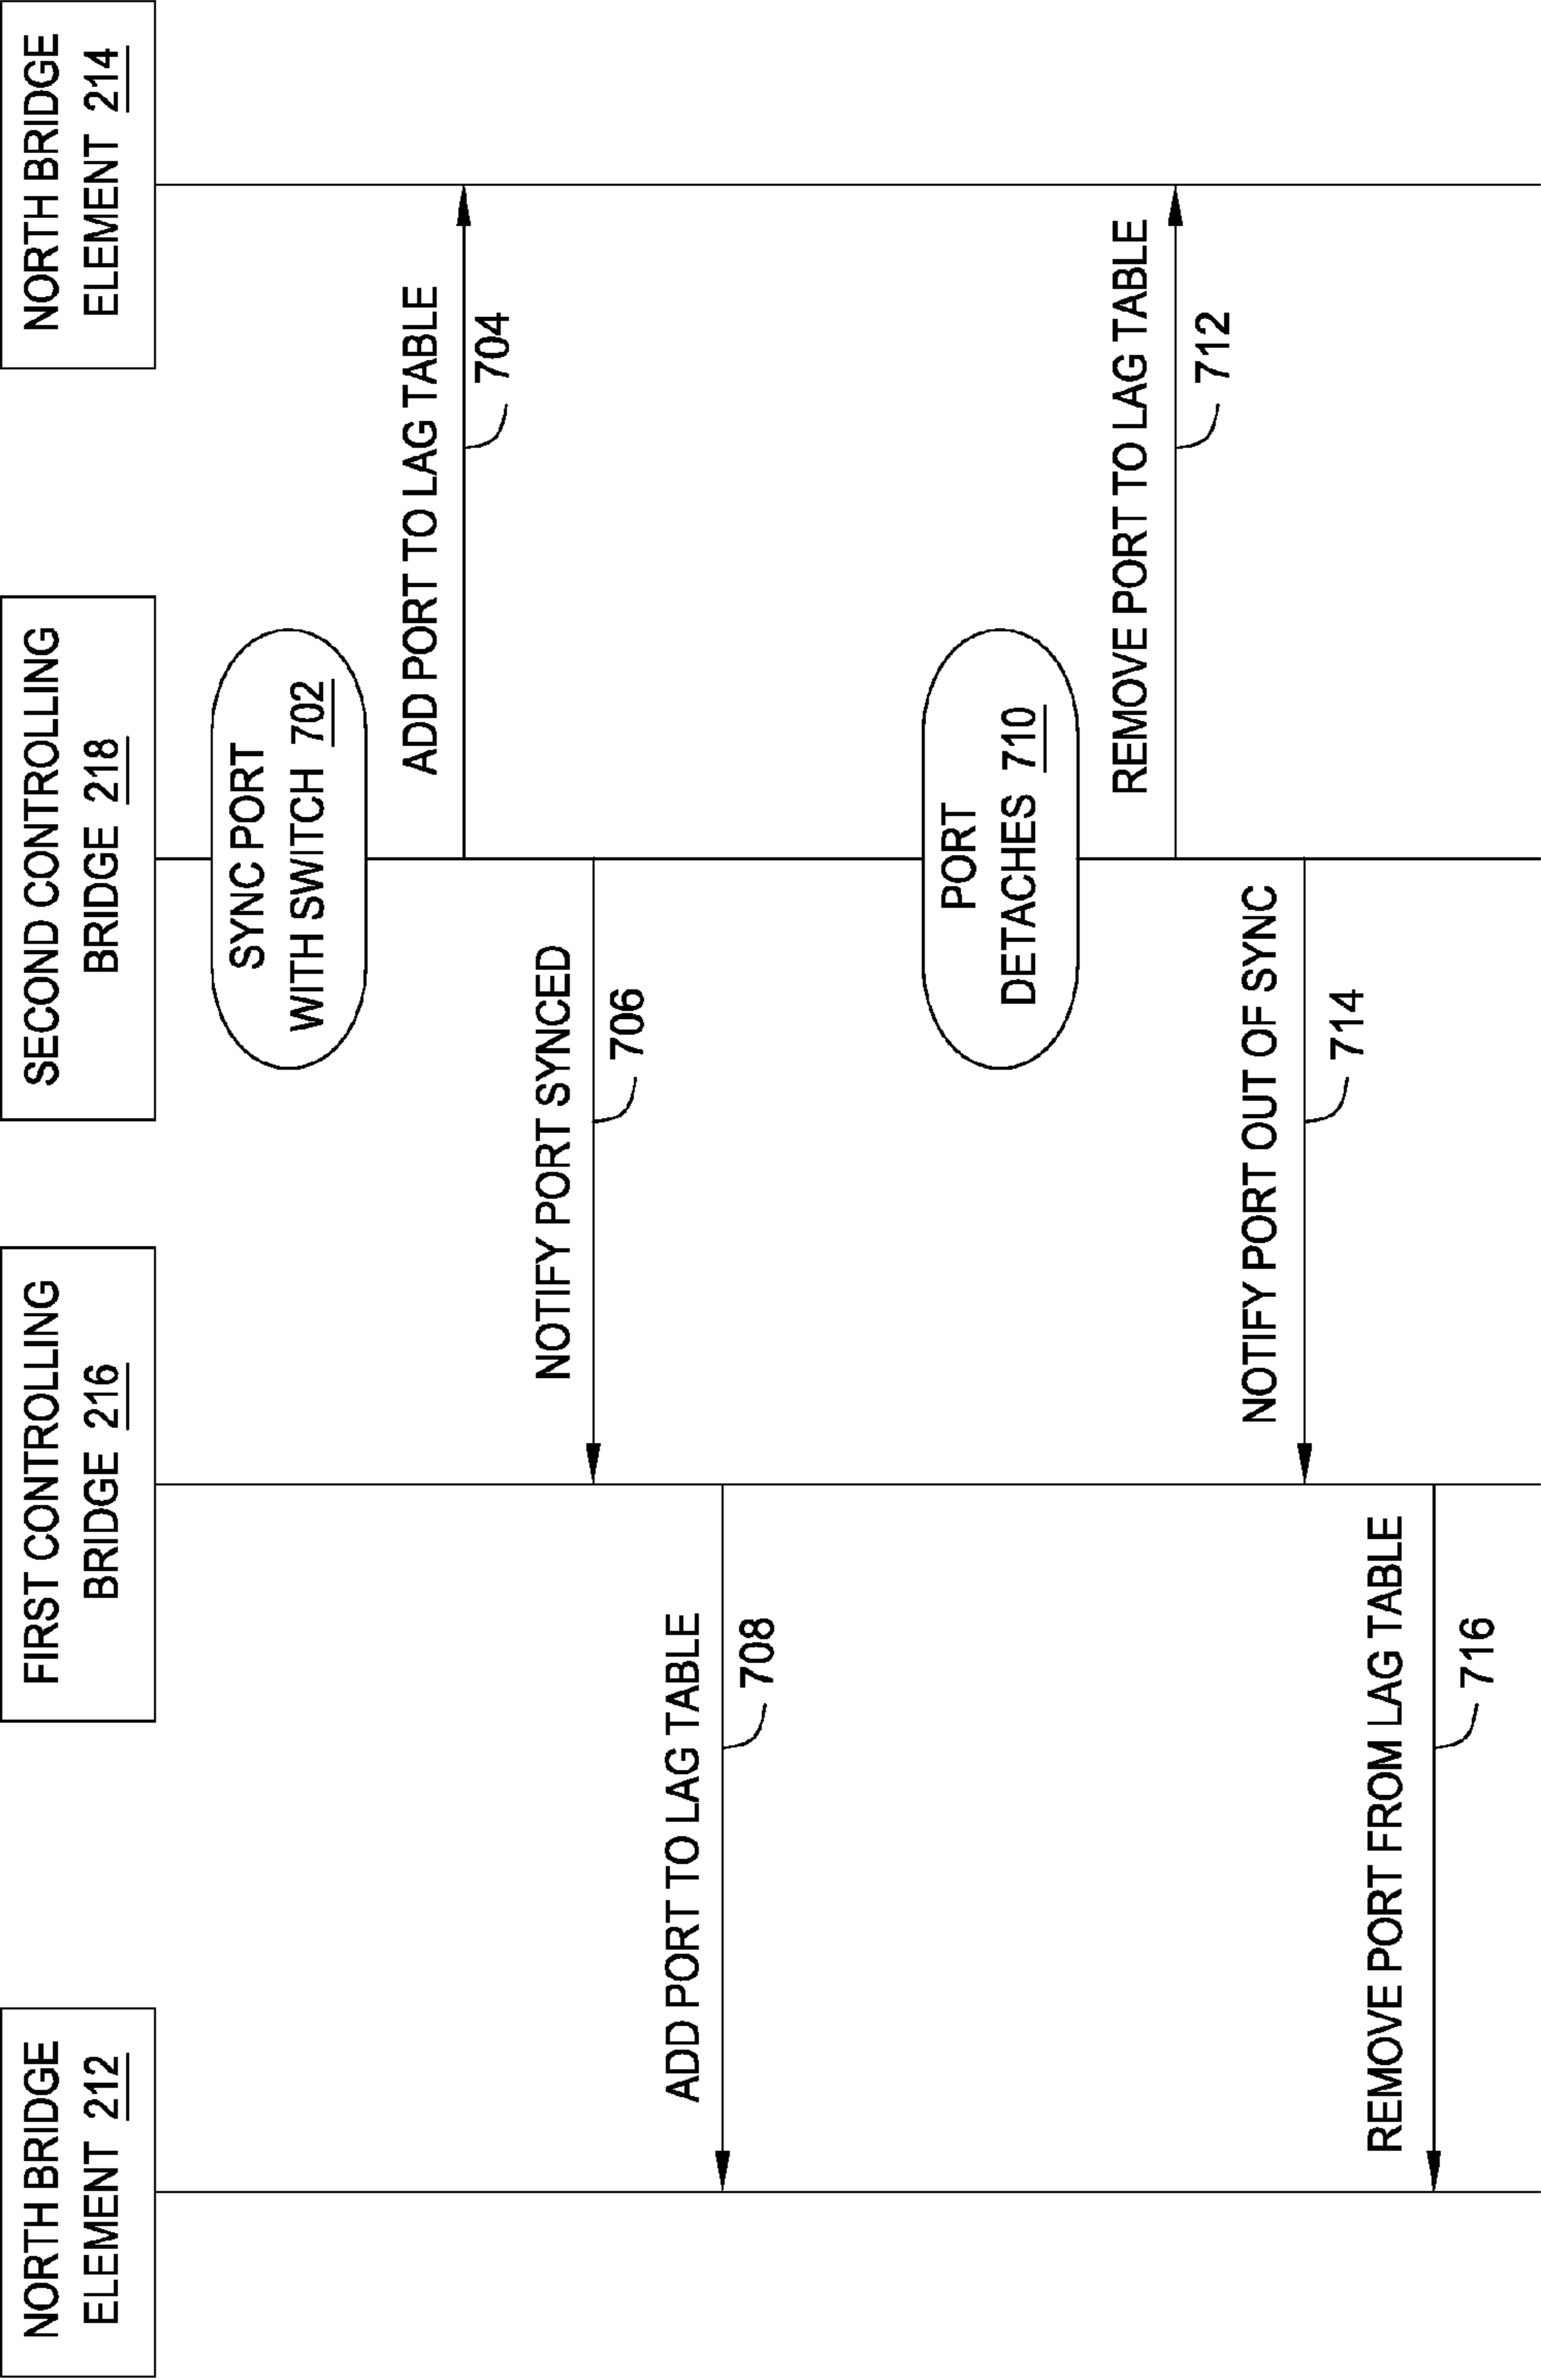 NORTH BRIDGE
ELEMENT 212
FIRST CONTROLLING
BRIDGE 216
SECOND CONTROLLING
BRIDGE 218
NORTH BRIDGE
ELEMENT 214
SYNC PORT
WITH SWITCH 702
ADD PORT TO LAG TABLE
704
NOTIFY PORT SYNCED
706
ADD PORT TO LAG TABLE
708
PORT
DETACHES 710
REMOVE PORT TO LAG TABLE
712
NOTIFY PORT OUT OF SYNC
714
REMOVE PORT FROM LAG TABLE
716